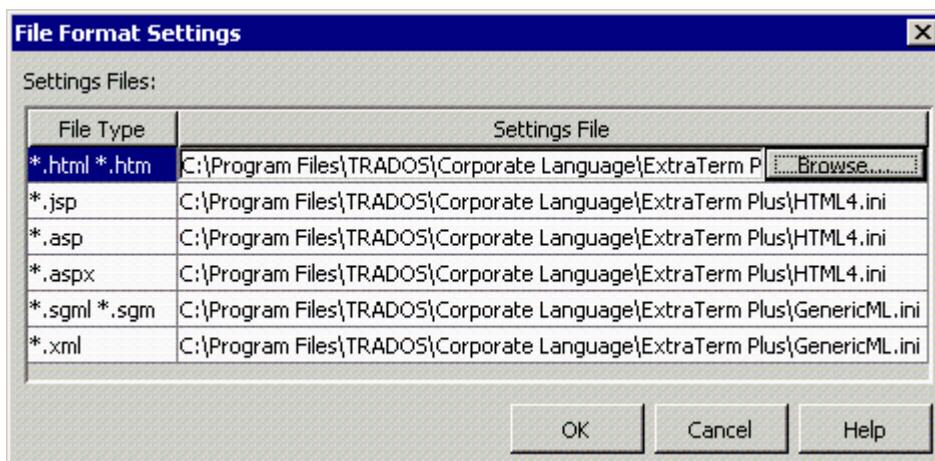 File Format Settings
Settings Files:
File Type Settings File
*.html *.htm C:\Program Files\TRADOS\Corporate Language\ExtraTerm P Browse...
*.jsp C:\Program Files\TRADOS\Corporate Language\ExtraTerm Plus\HTML4.ini
*.asp C:\Program Files\TRADOS\Corporate Language\ExtraTerm Plus\HTML4.ini
*.aspx C:\Program Files\TRADOS\Corporate Language\ExtraTerm Plus\HTML4.ini
*.sgml *.sgm C:\Program Files\TRADOS\Corporate Language\ExtraTerm Plus\GenericML.ini
*.xml C:\Program Files\TRADOS\Corporate Language\ExtraTerm Plus\GenericML.ini
OK Cancel Help